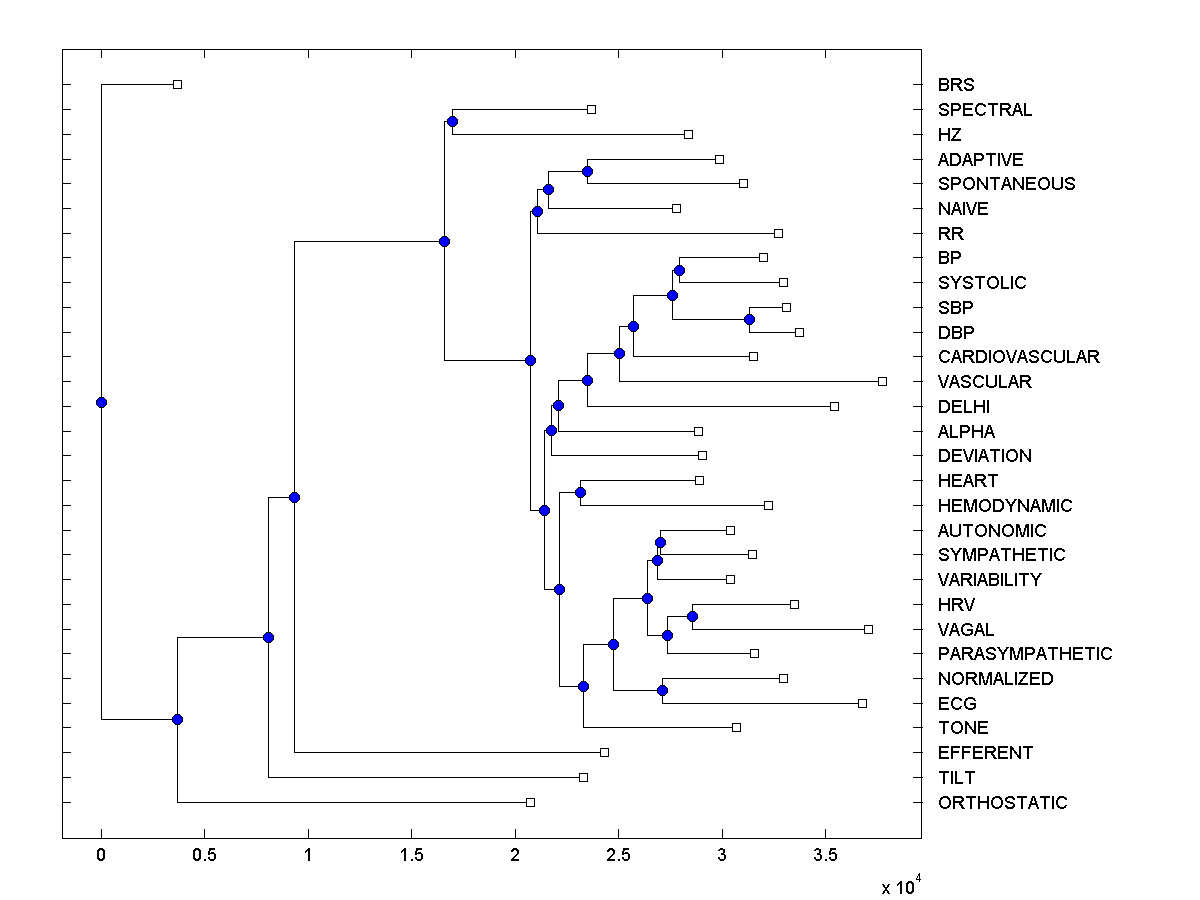 BRS
SPECTRAL
HZ
ADAPTIVE
SPONTANEOUS
NAIVE
RR
BP
SYSTOLIC
SBP
DBP
CARDIOVASCULAR
VASCULAR
DELHI
ALPHA
DEVIATION
HEART
HEMODYNAMIC
AUTONOMIC
SYMPATHETIC
VARIABILITY
HRV
VAGAL
PARASYMPATHETIC
NORMALIZED
ECG
TONE
EFFERENT
TILT
ORTHOSTATIC
0 0.5 1 1.5 2 2.5 3 3.5
x 10^4